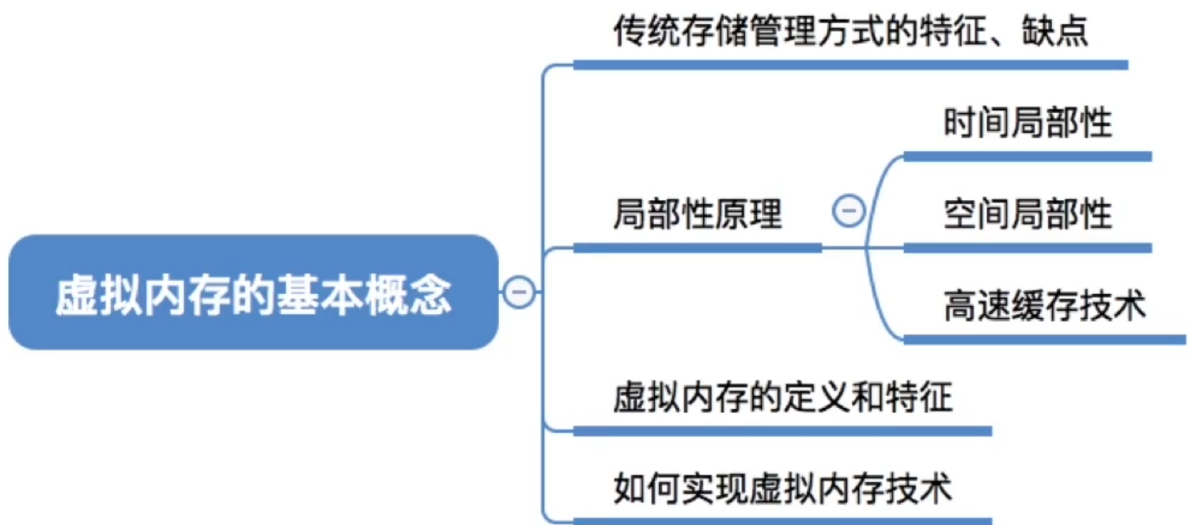 传统存储管理方式的特征、缺点
时间局部性
局部性原理
空间局部性
虚拟内存的基本概念
高速缓存技术
虚拟内存的定义和特征
如何实现虚拟内存技术